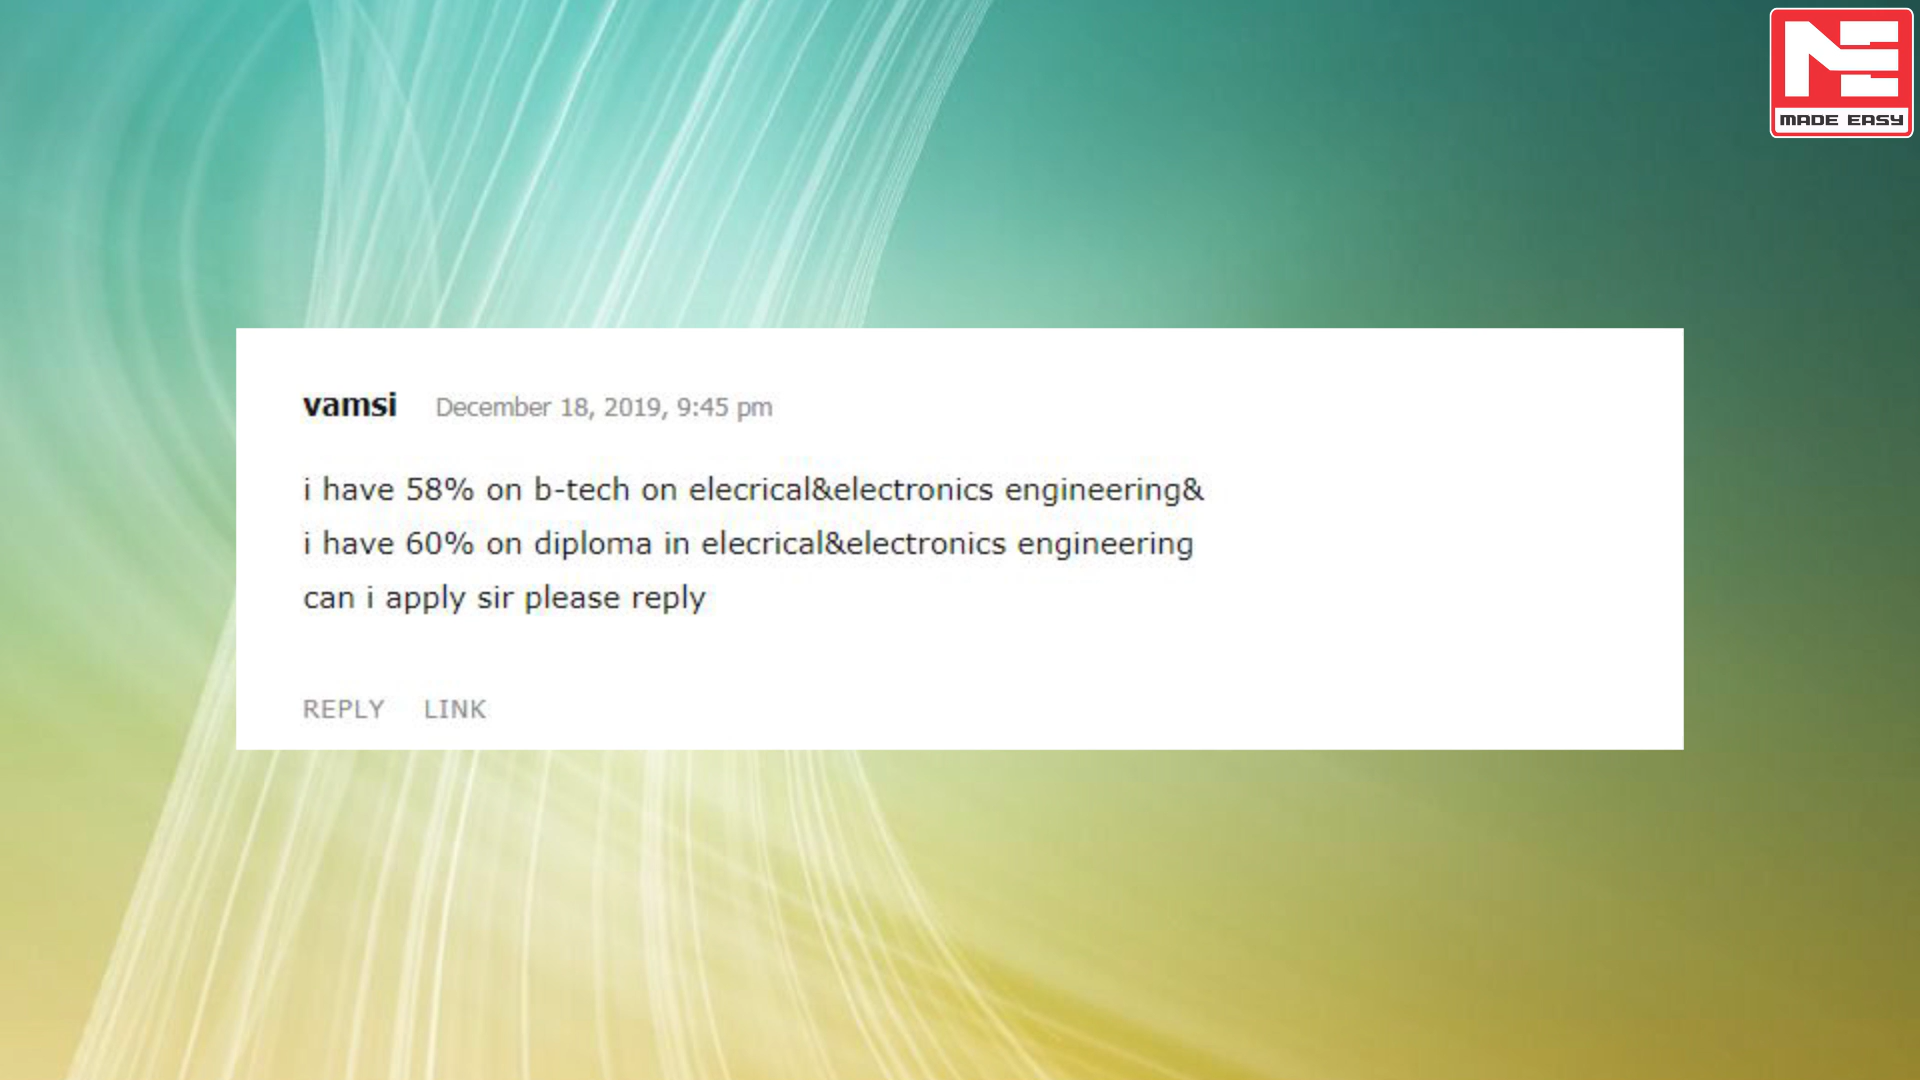 MADE EASY
vamsi December 18, 2019, 9:45 pm
i have 58% on b-tech on elecrical&electronics engineering&
i have 60% on diploma in elecrical&electronics engineering
can i apply sir please reply
REPLY LINK